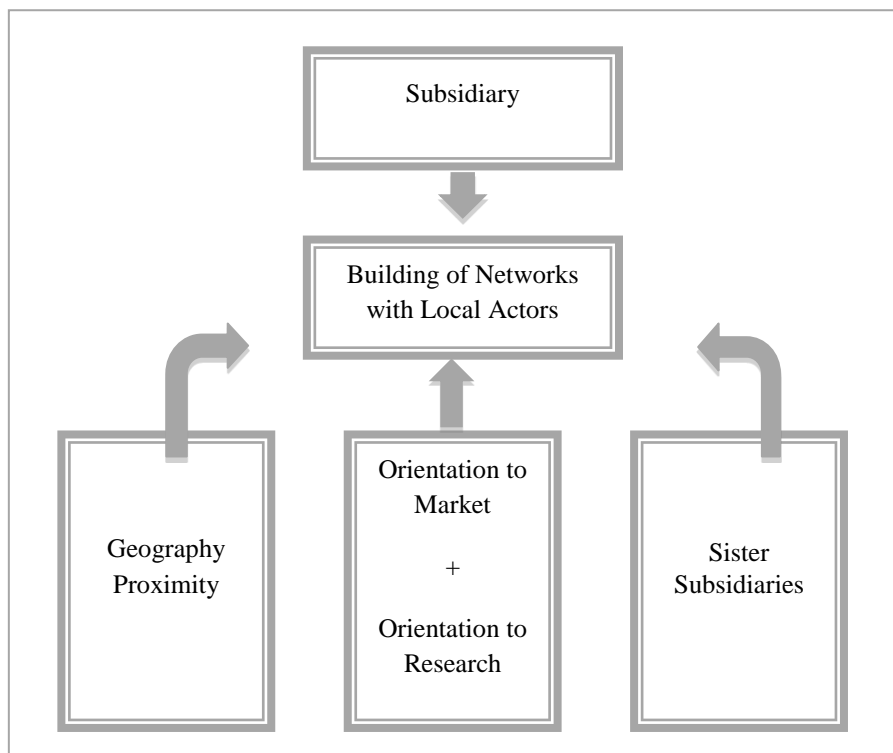 Subsidiary
Building of Networks
with Local Actors
Geography
Proximity
Orientation to
Market
+
Orientation to
Research
Sister
Subsidiaries